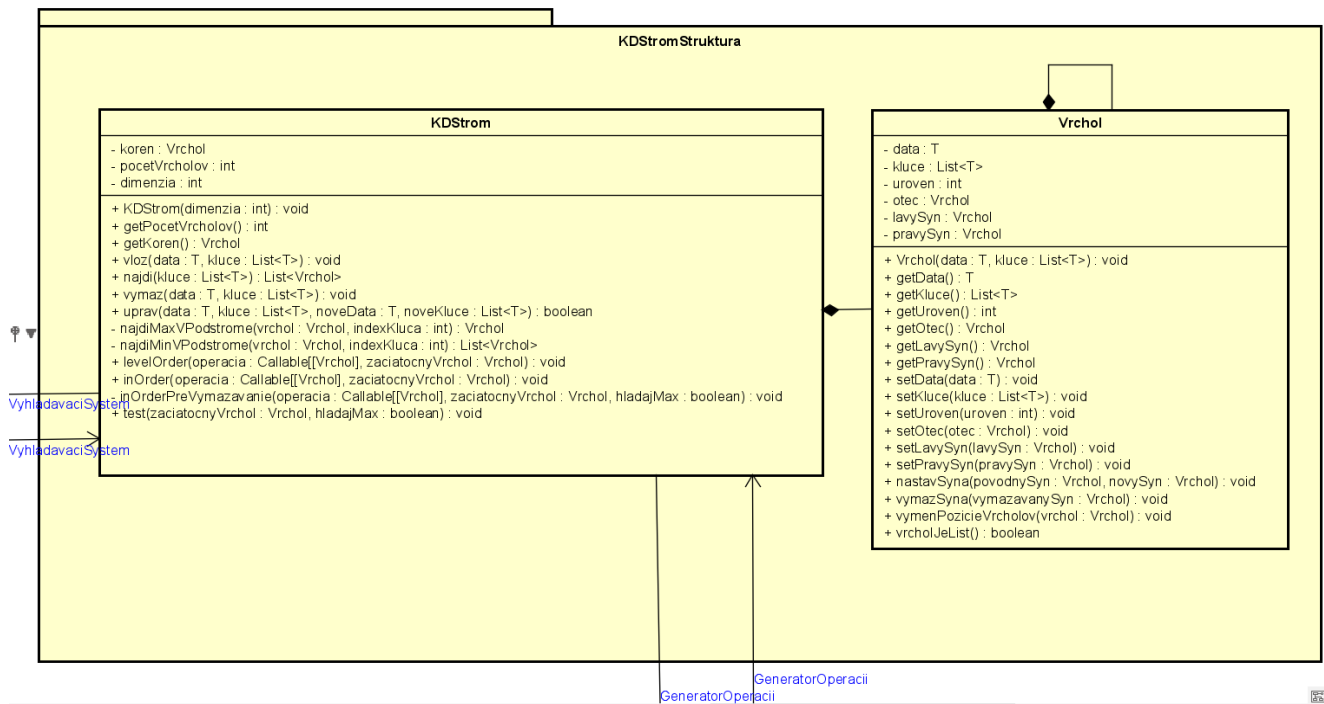 KDStromStruktura
KDStrom
- koren : Vrchol
- pocetVrcholov : int
- dimenzia : int
+ KDStrom(dimenzia : int) : void
+ getPocetVrcholov() : int
+ getKoren() : Vrchol
+ vloz(data : T, kluce : List<T>) : void
+ najdi(kluce : List<T>) : List<Vrchol>
+ vymaz(data : T, kluce : List<T>) : void
+ uprav(data : T, kluce : List<T>, noveData : T, noveKluce : List<T>) : boolean
- najdiMaxVPodstrome(vrchol : Vrchol, indexKluca : int) : Vrchol
- najdiMinVPodstrome(vrchol : Vrchol, indexKluca : int) : List<Vrchol>
+ levelOrder(operacia : Callable[[Vrchol], zaciatocnyVrchol : Vrchol) : void
+ inOrder(operacia : Callable[[Vrchol], zaciatocnyVrchol : Vrchol) : void
- inOrderPreVymazavanie(operacia : Callable[[Vrchol], zaciatocnyVrchol : Vrchol, hladajMax : boolean) : void
+ test(zaciatocnyVrchol : Vrchol, hladajMax : boolean) : void
Vrchol
- data : T
- kluce : List<T>
- uroven : int
- otec : Vrchol
- lavySyn : Vrchol
- pravySyn : Vrchol
+ Vrchol(data : T, kluce : List<T>) : void
+ getData() : T
+ getKluce() : List<T>
+ getUroven() : int
+ getOtec() : Vrchol
+ getLavySyn() : Vrchol
+ getPravySyn() : Vrchol
+ setData(data : T) : void
+ setKluce(kluce : List<T>) : void
+ setUroven(uroven : int) : void
+ setOtec(otec : Vrchol) : void
+ setLavySyn(lavySyn : Vrchol) : void
+ setPravySyn(pravySyn : Vrchol) : void
+ nastavSyna(povodnySyn : Vrchol, novySyn : Vrchol) : void
+ vymazSyna(vymazavanySyn : Vrchol) : void
+ vymenPozicieVrcholov(vrchol : Vrchol) : void
+ vrcholJeList() : boolean
VyhladavaciSystem
VyhladavaciSystem
GeneratorOperacii
GeneratorOperacii